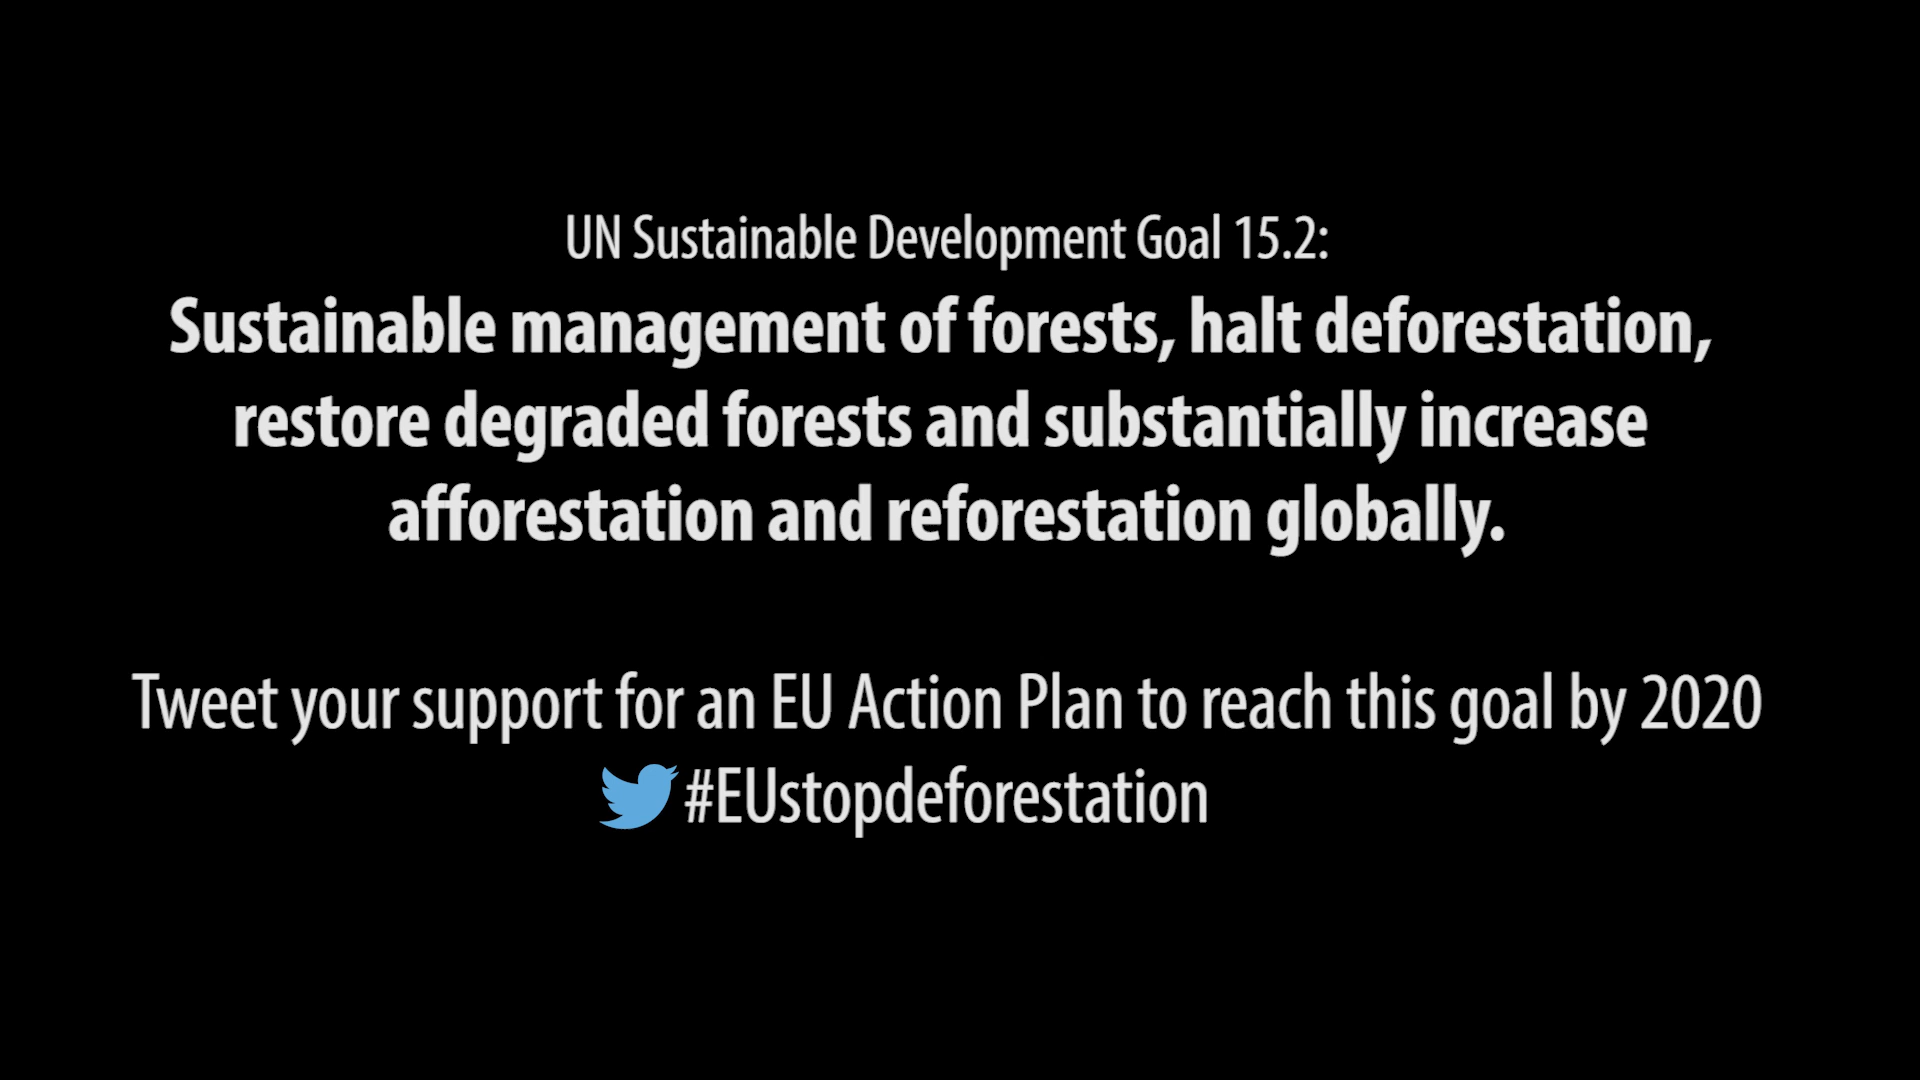 UN Sustainable Development Goal 15.2:
Sustainable management of forests, halt deforestation,
restore degraded forests and substantially increase
afforestation and reforestation globally.
Tweet your support for an EU Action Plan to reach this goal by 2020
#EUstopdeforestation